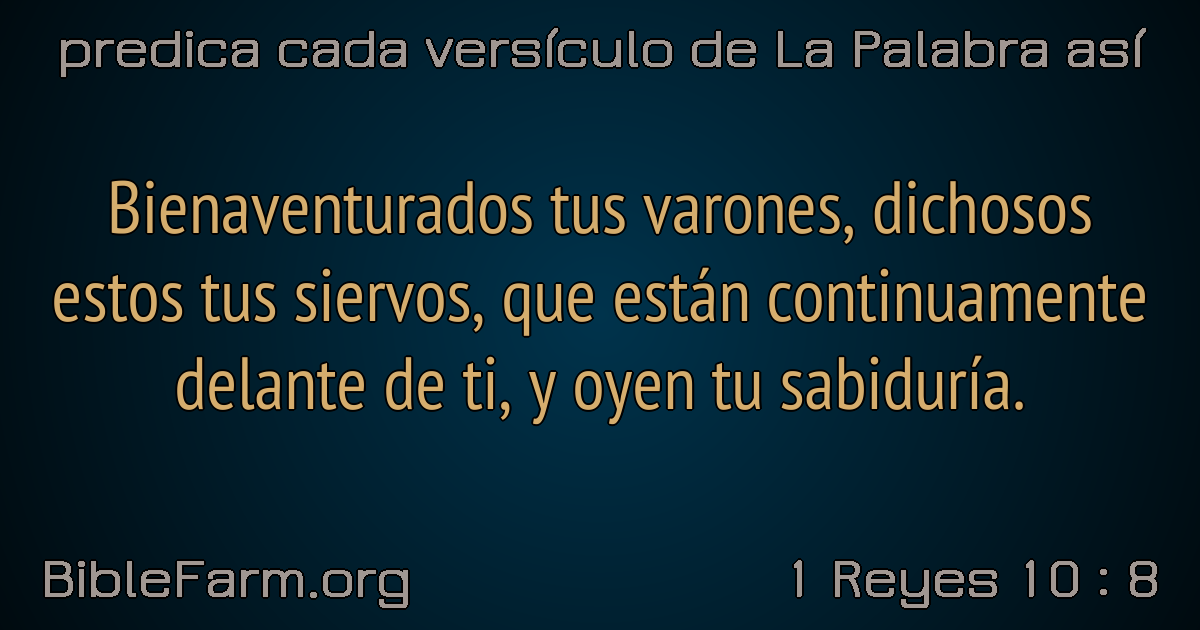 predica cada versículo de La Palabra así
Bienaventurados tus varones, dichosos
estos tus siervos, que están continuamente
delante de ti, y oyen tu sabiduría.
BibleFarm.org
1 Reyes 10 : 8